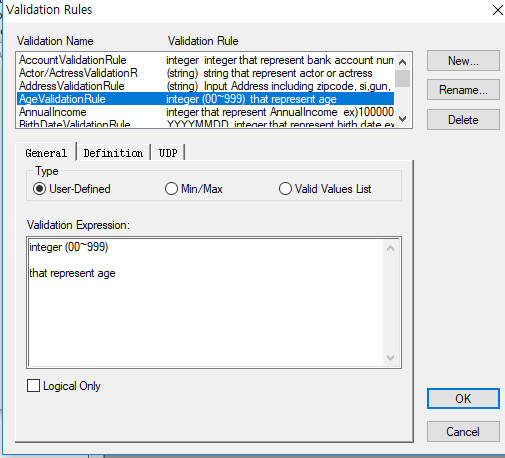 Validation Rules
Validation Name Validation Rule
AccountValidationRule integer integer that represent bank account num
Actor/ActressValidationR (string) string that represent actor or actress
AddressValidationRule (string) Input Address including zipcode, si,gun,
AgeValidationRule integer (00~999) that represent age
AnnualIncome integer that represent AnnualIncome ex)100000
BirthDateValidationRule YYYYMMDD integer that represent birth date ex
New...
Rename...
Delete
General Definition UDP
Type
User-Defined Min/Max Valid Values List
Validation Expression:
integer (00~999)
that represent age
Logical Only
OK
Cancel